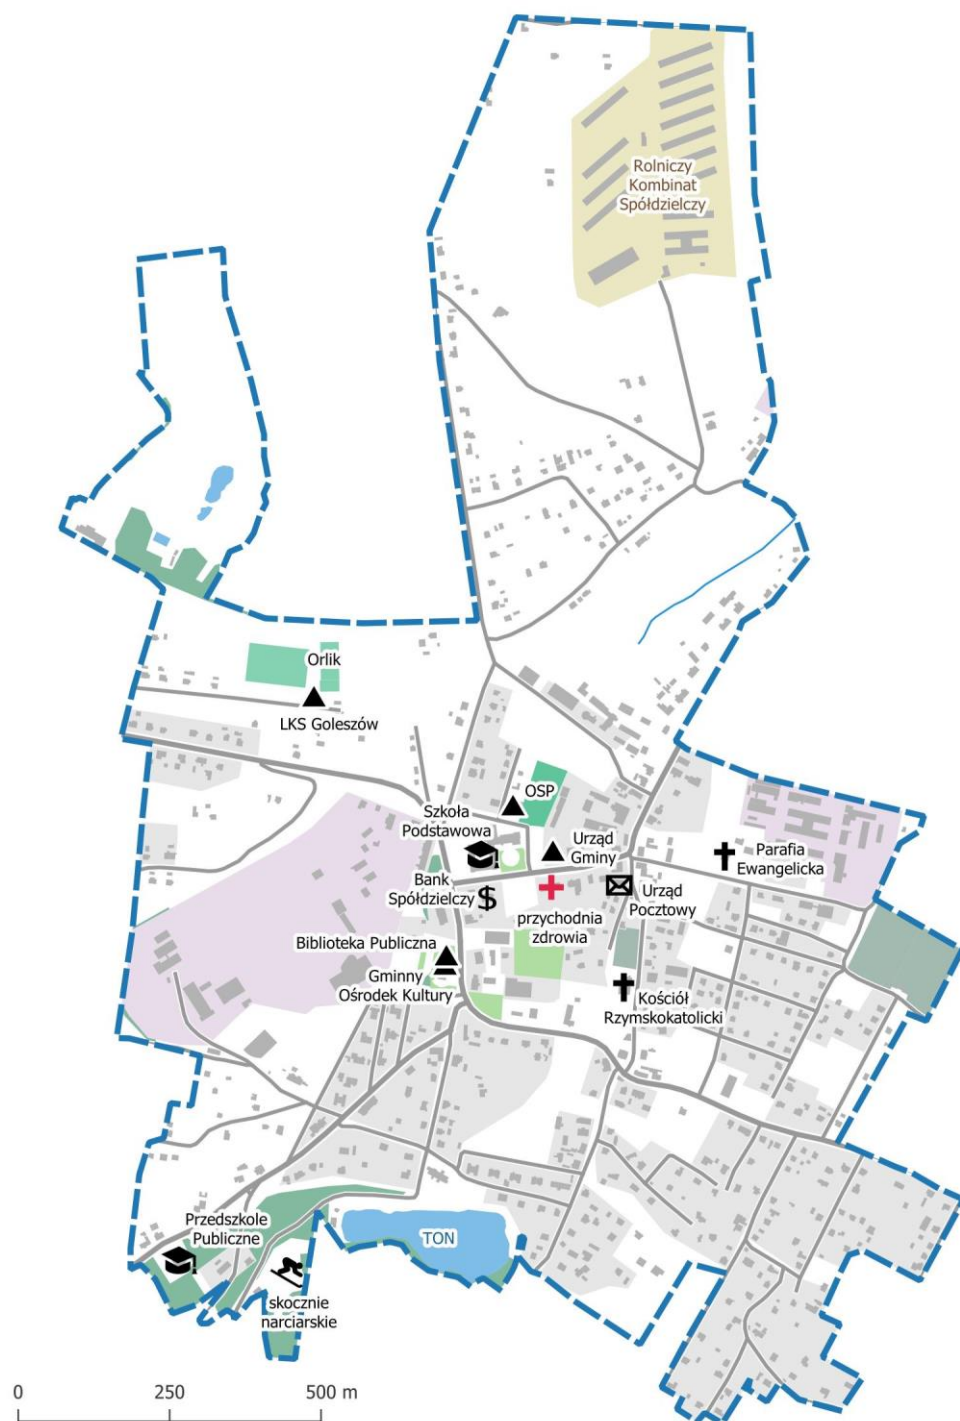 Rolniczy
Kombinat
Spółdzielczy
Orlik
LKS Goleszów
OSP
Szkoła
Podstawowa
Urząd
Gminy
Parafia
Ewangelicka
Bank
Spółdzielczy
$
przychodnia
zdrowia
Urząd
Pocztowy
Biblioteka Publiczna
Gminny
Ośrodek Kultury
Kościół
Rzymskokatolicki
Przedszkole
Publiczne
TON
skocznie
narciarskie
0 250 500 m